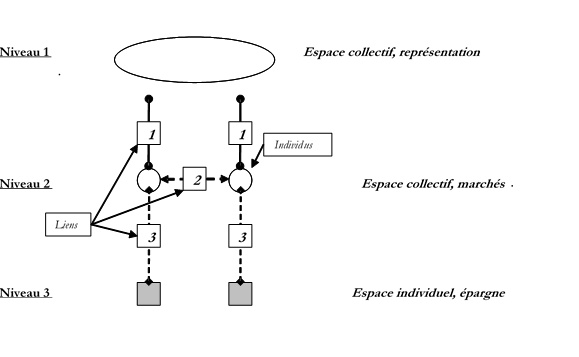 Niveau 1
Espace collectif, représentation
1
1
Individus
Niveau 2
2
Espace collectif, marchés
Liens
3
3
Niveau 3
Espace individuel, épargne